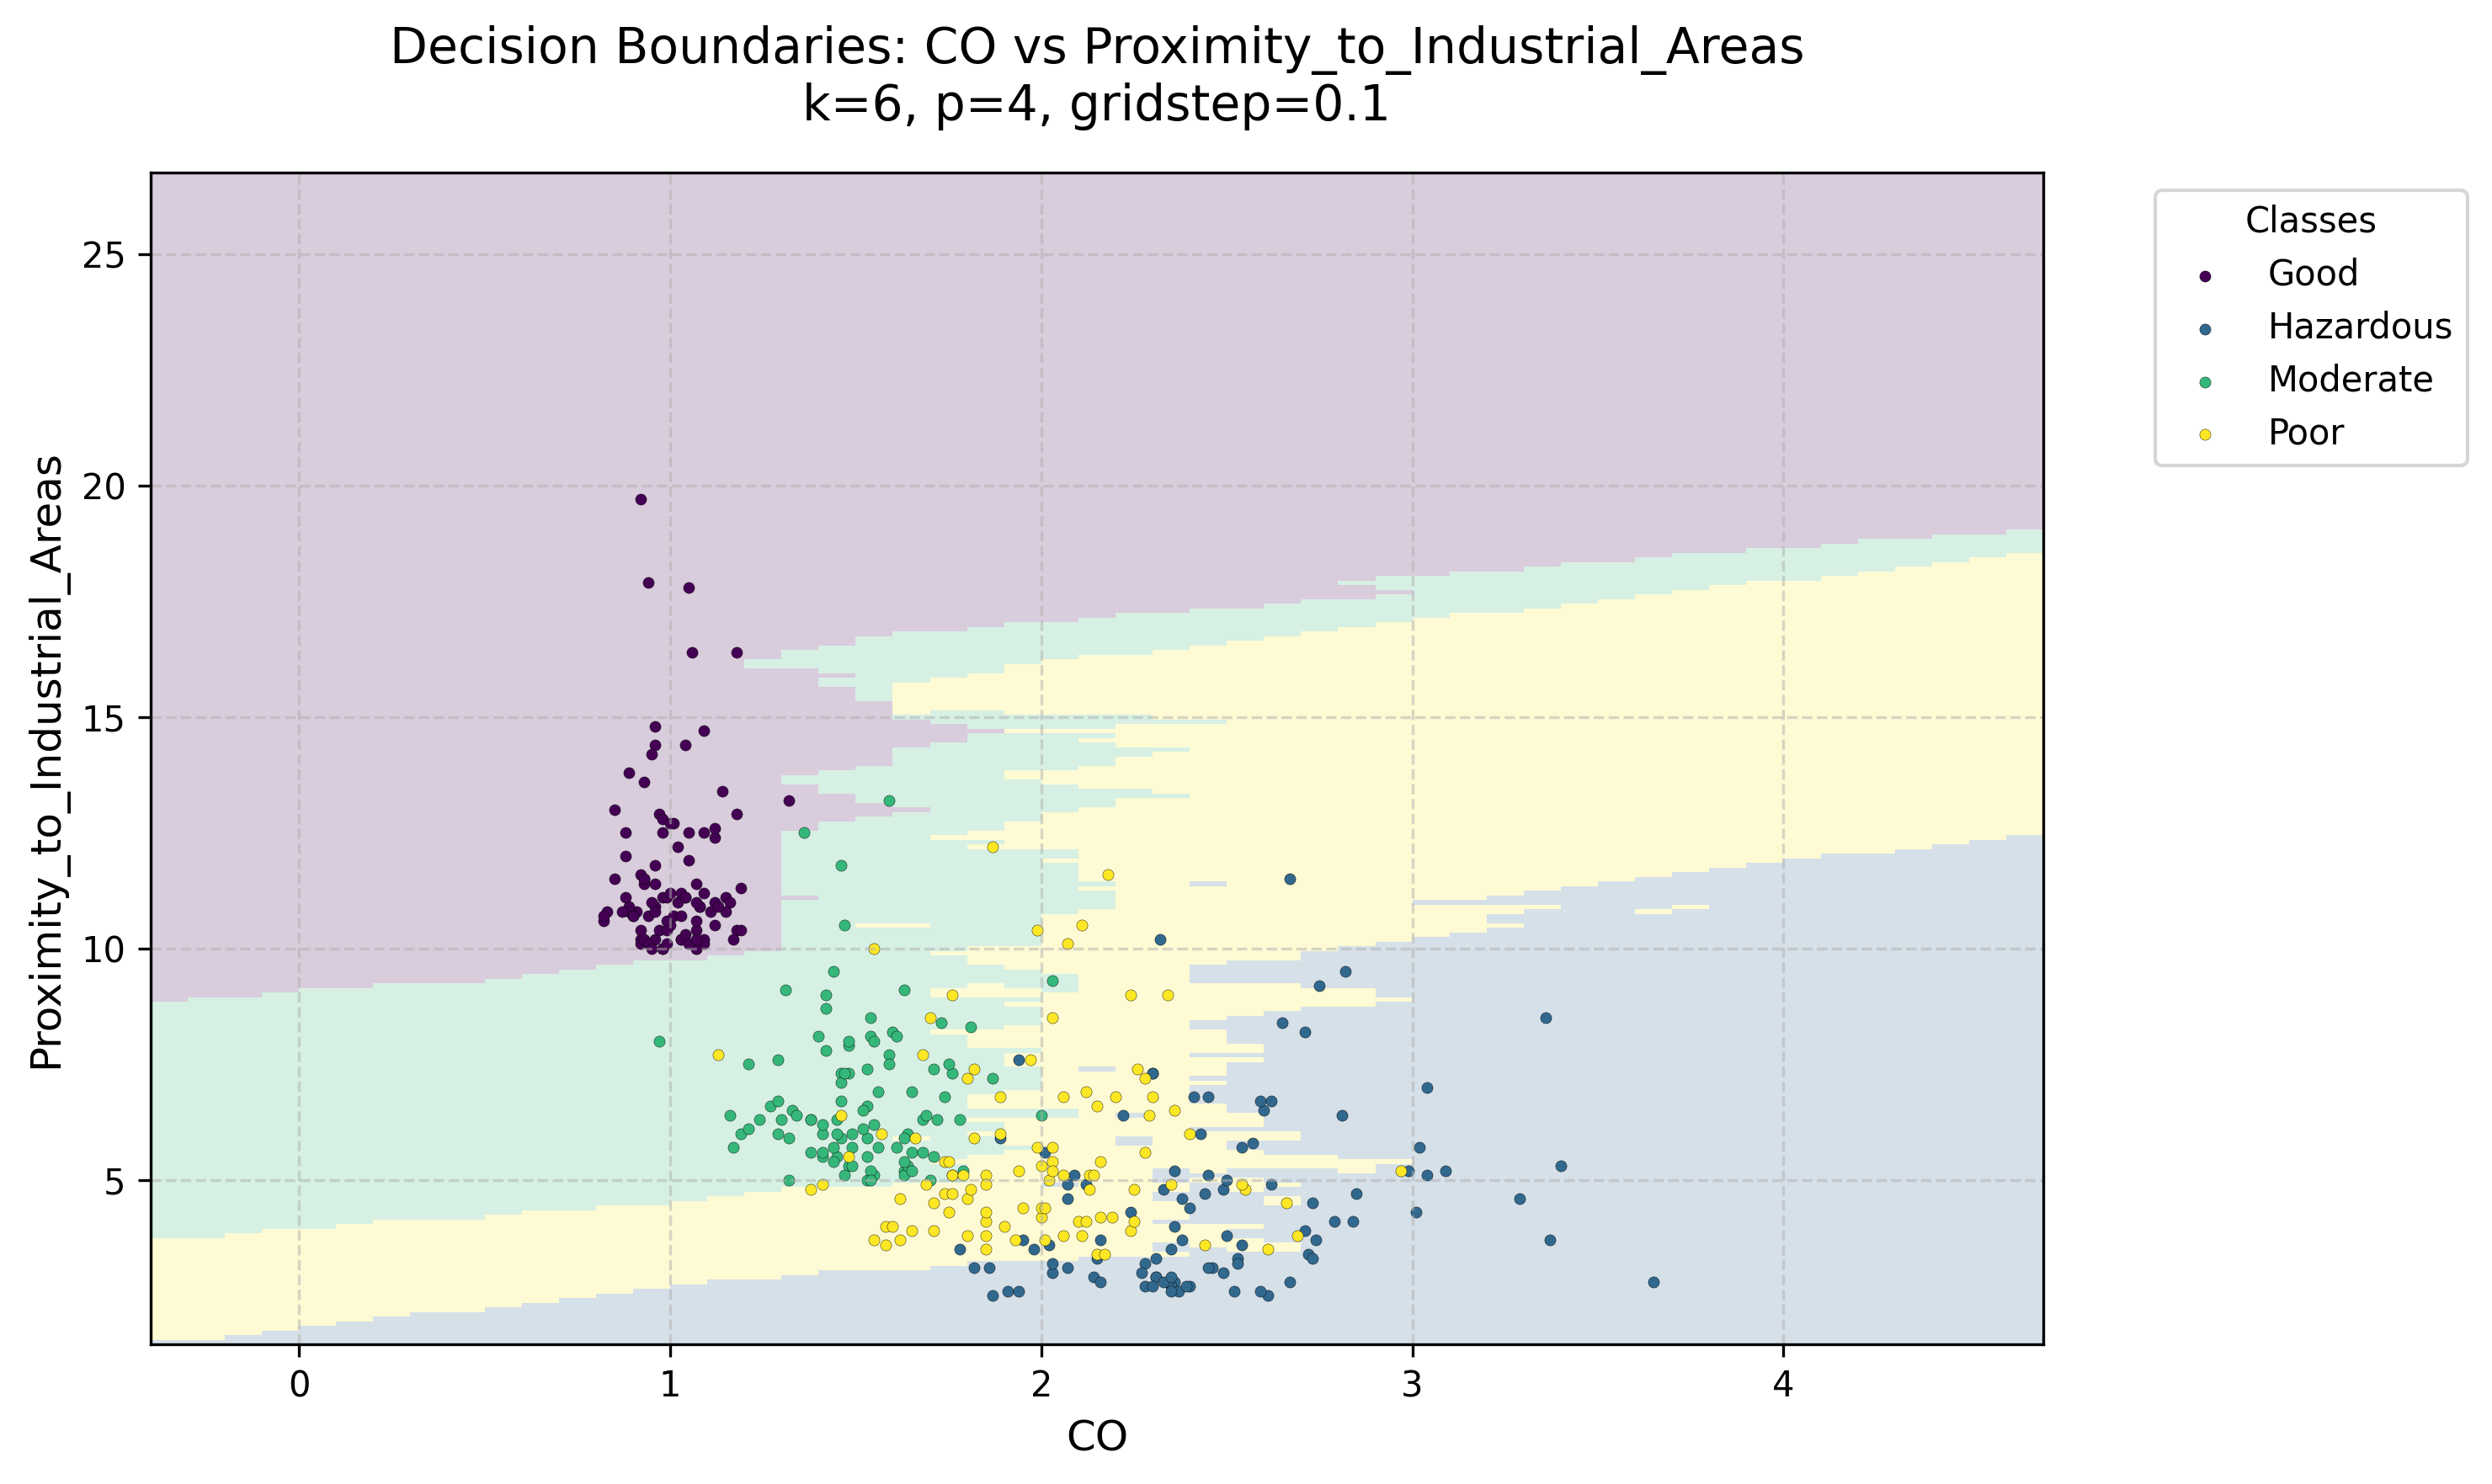 Decision Boundaries: CO vs Proximity_to_Industrial_Areas
k=6, p=4, gridstep=0.1
Classes
Good
Hazardous
Moderate
Poor
Proximity_to_Industrial_Areas
25
20
15
10
5
0
1
2
3
4
CO